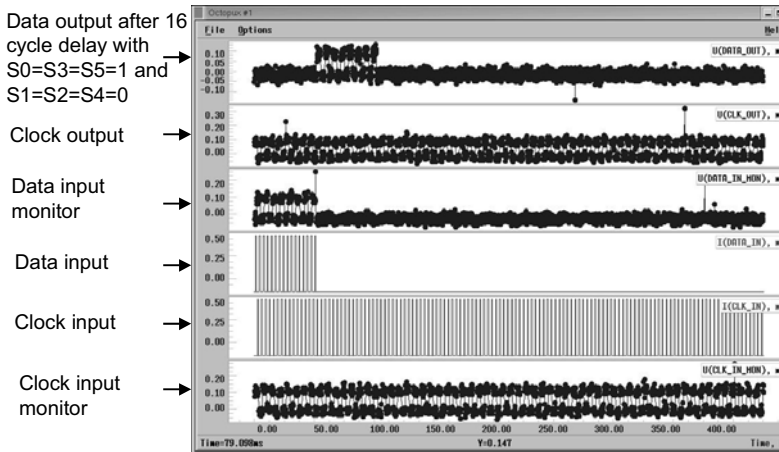 Octopux #1
File Options Hel
Data output after 16
cycle delay with
S0=S3=S5=1 and
S1=S2=S4=0
0.10
0.05
0.00
-0.05
-0.10
U(DATA_OUT), m
Clock output
0.30
0.20
0.10
0.00
U(CLK_OUT), m
Data input
monitor
0.20
0.10
0.00
U(DATA_IN_MON), m
Data input
0.50
0.25
0.00
I(DATA_IN), m
Clock input
0.50
0.25
0.00
I(CLK_IN), m
Clock input
monitor
0.20
0.10
0.00
U(CLK_IN_MON), m
0.00 50.00 100.00 150.00 200.00 250.00 300.00 350.00 400.00
Time=79.098ms Y=0.147 Time,